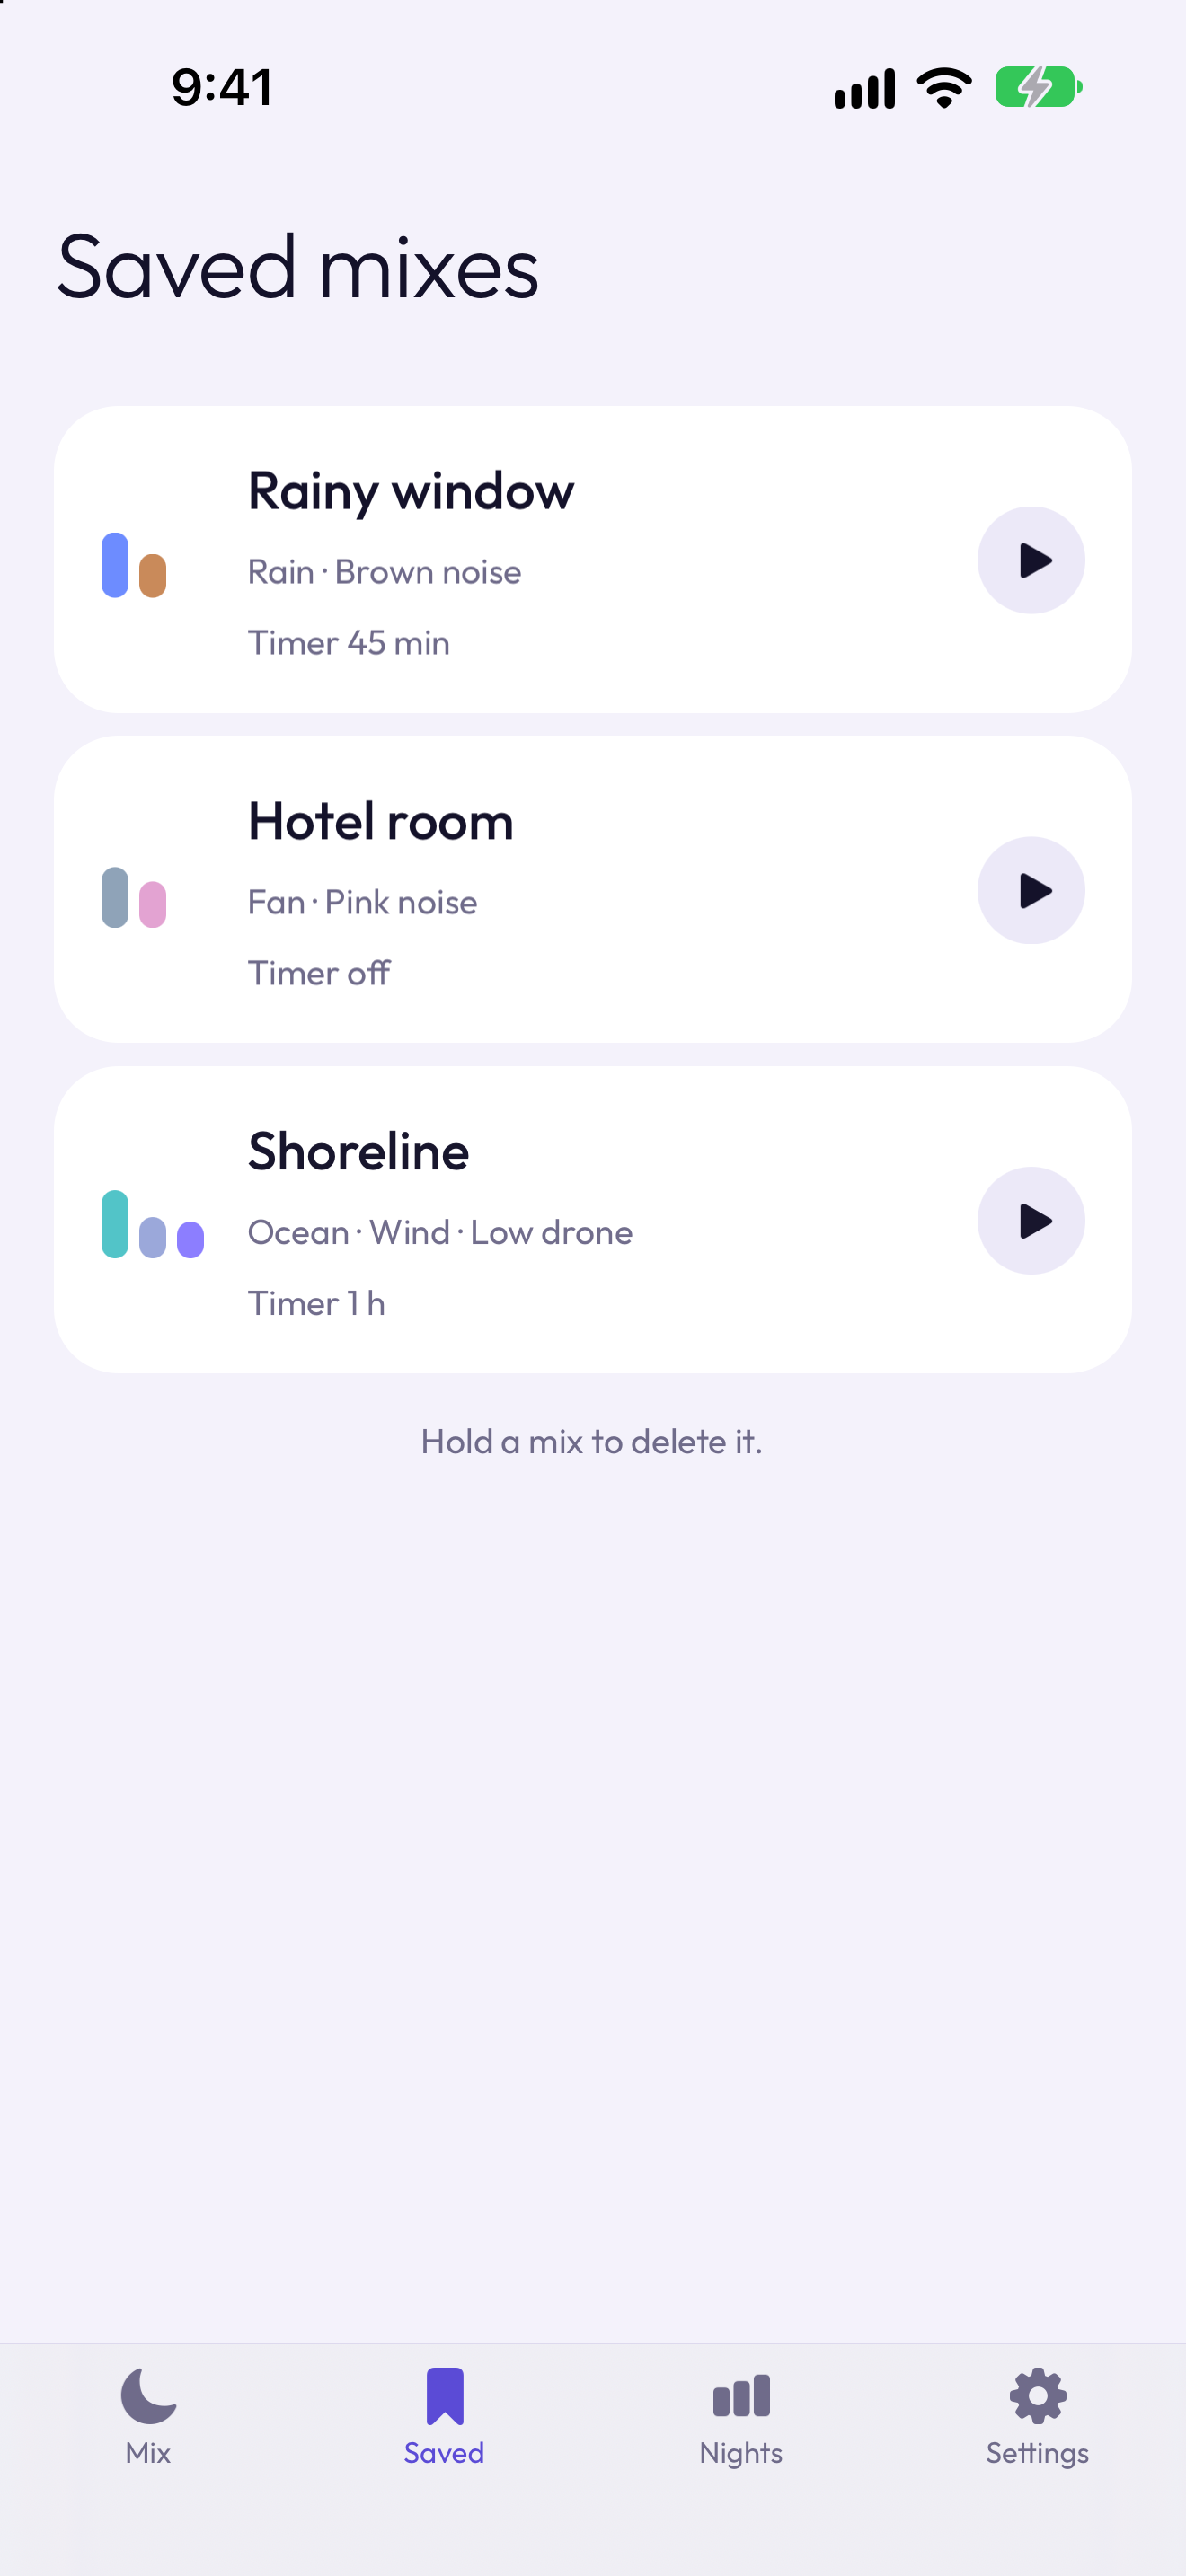 9:41
Saved mixes
Rainy window
Rain · Brown noise
Timer 45 min
Hotel room
Fan · Pink noise
Timer off
Shoreline
Ocean · Wind · Low drone
Timer 1 h
Hold a mix to delete it.
Mix
Saved
Nights
Settings